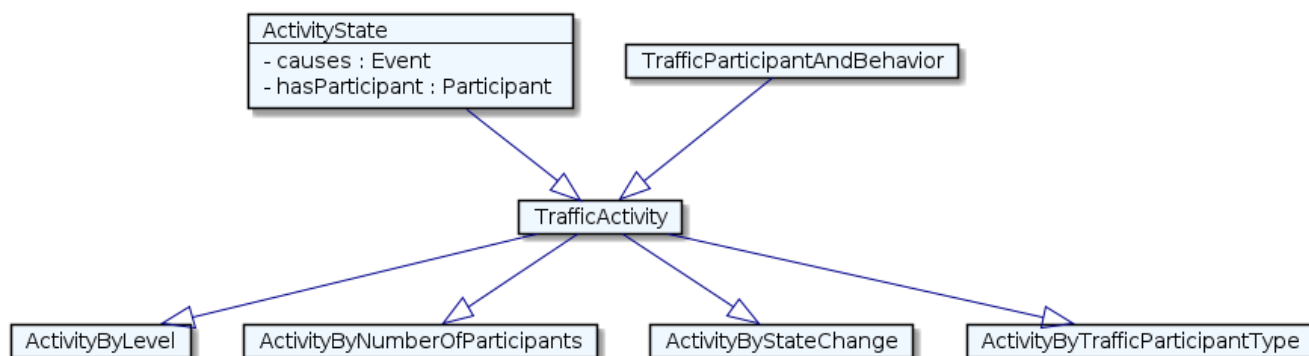 ActivityState
- causes : Event
- hasParticipant : Participant
TrafficParticipantAndBehavior
TrafficActivity
ActivityByLevel
ActivityByNumberOfParticipants
ActivityByStateChange
ActivityByTrafficParticipantType